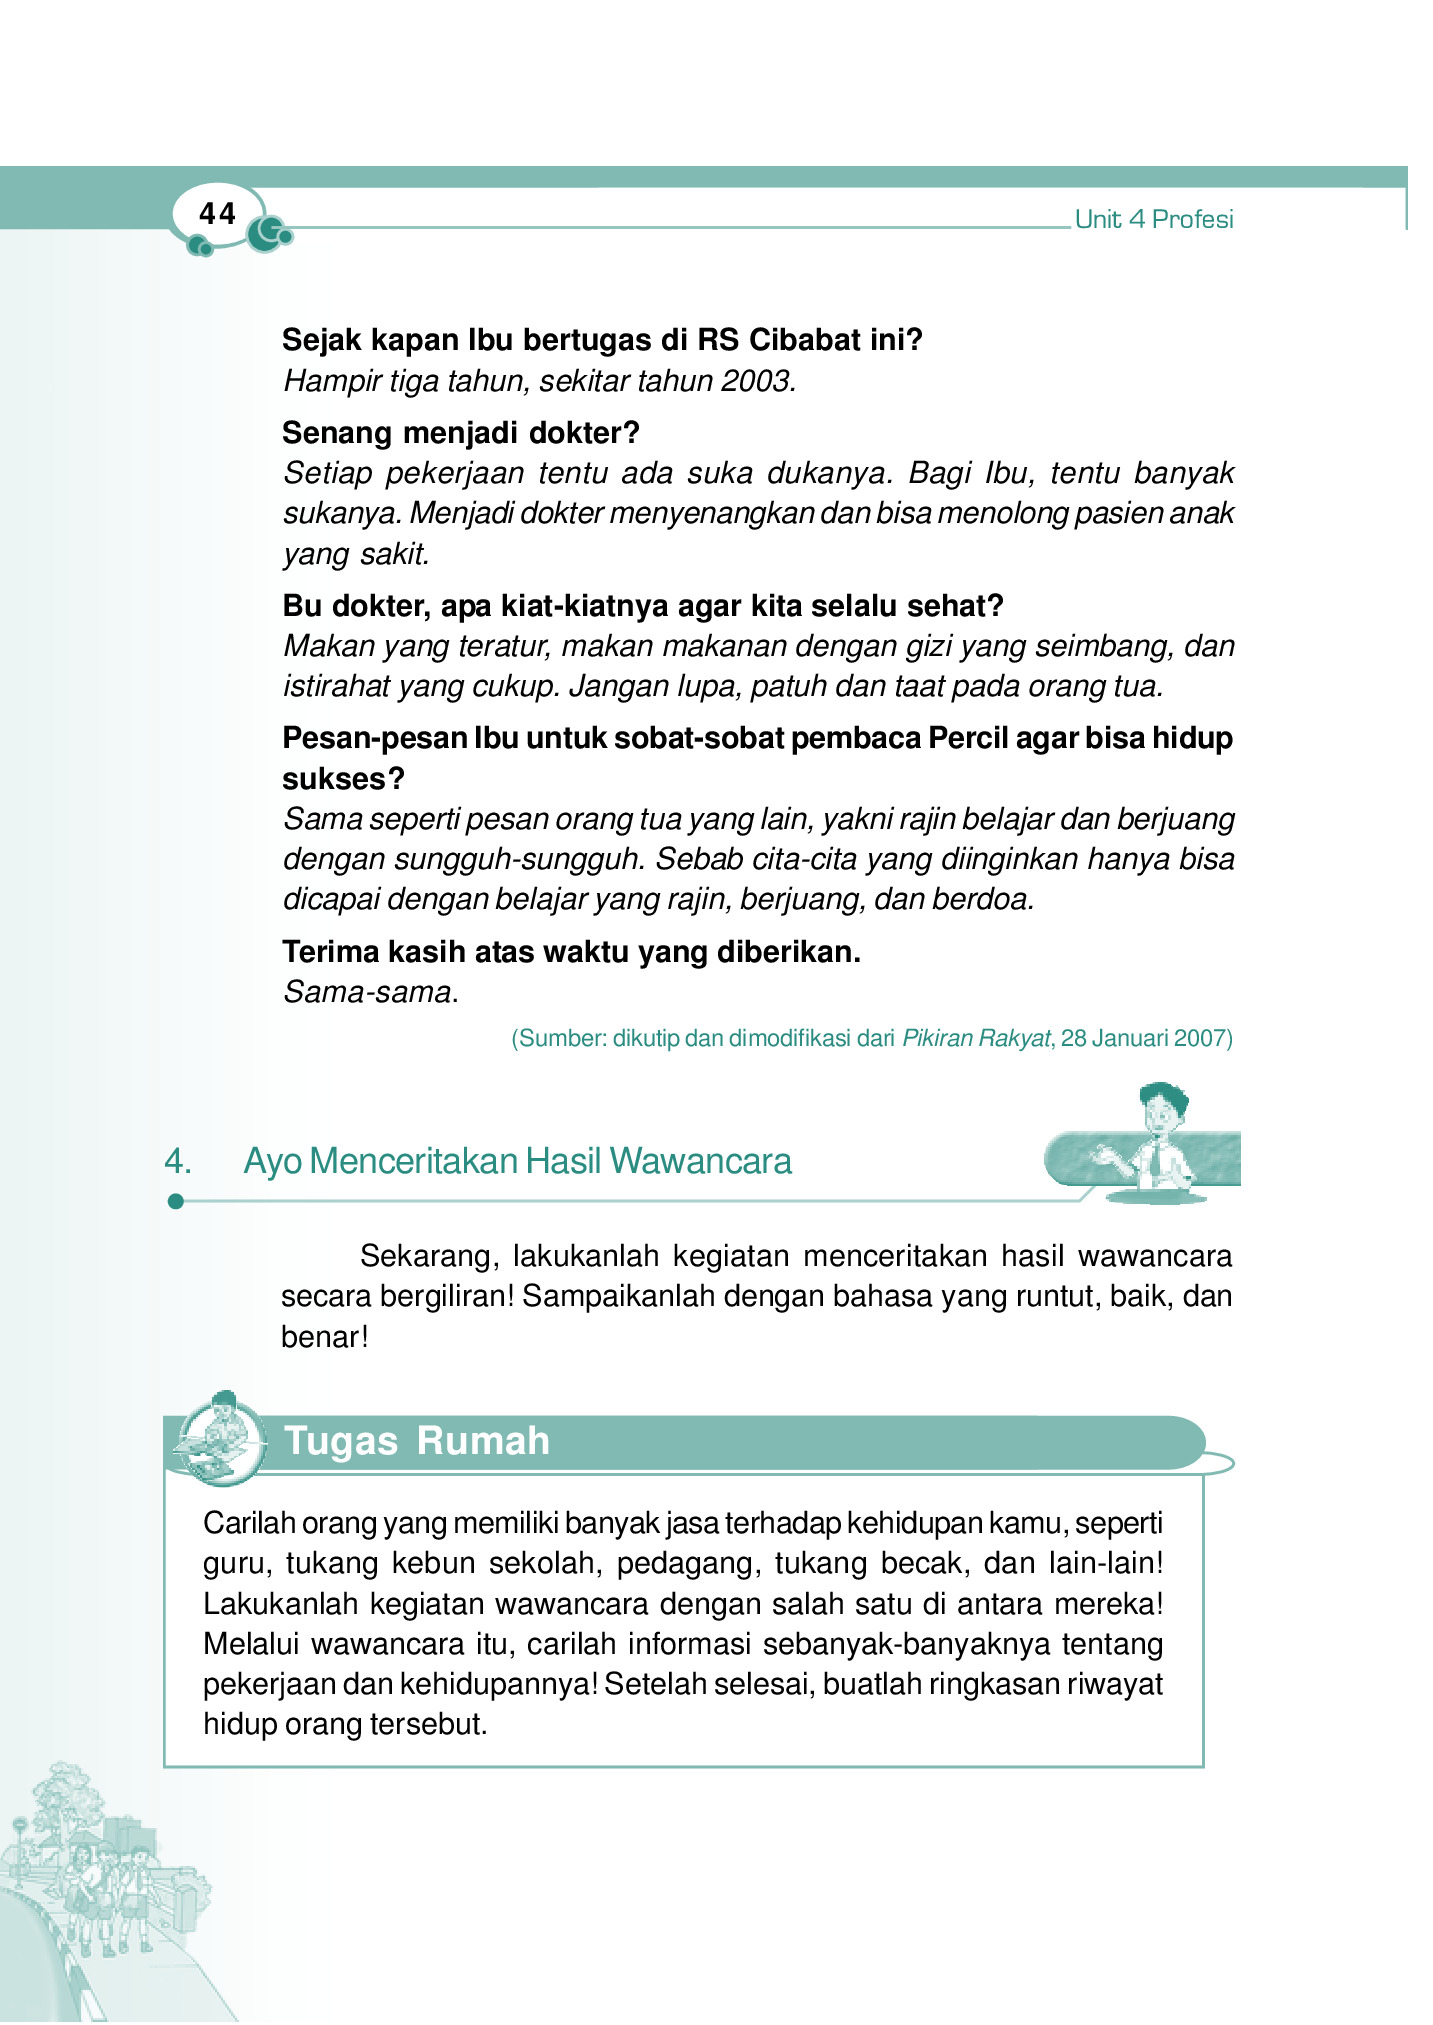 44
Unit 4 Profesi
Sejak kapan Ibu bertugas di RS Cibabat ini?
Hampir tiga tahun, sekitar tahun 2003.
Senang menjadi dokter?
Setiap pekerjaan tentu ada suka dukanya. Bagi Ibu, tentu banyak
sukanya. Menjadi dokter menyenangkan dan bisa menolong pasien anak
yang sakit.
Bu dokter, apa kiat-kiatnya agar kita selalu sehat?
Makan yang teratur, makan makanan dengan gizi yang seimbang, dan
istirahat yang cukup. Jangan lupa, patuh dan taat pada orang tua.
Pesan-pesan Ibu untuk sobat-sobat pembaca Percil agar bisa hidup
sukses?
Sama seperti pesan orang tua yang lain, yakni rajin belajar dan berjuang
dengan sungguh-sungguh. Sebab cita-cita yang diinginkan hanya bisa
dicapai dengan belajar yang rajin, berjuang, dan berdoa.
Terima kasih atas waktu yang diberikan.
Sama-sama.
(Sumber: dikutip dan dimodifikasi dari Pikiran Rakyat, 28 Januari 2007)
4. Ayo Menceritakan Hasil Wawancara
Sekarang, lakukanlah kegiatan menceritakan hasil wawancara
secara bergiliran! Sampaikanlah dengan bahasa yang runtut, baik, dan
benar!
Tugas Rumah
Carilah orang yang memiliki banyak jasa terhadap kehidupan kamu, seperti
guru, tukang kebun sekolah, pedagang, tukang becak, dan lain-lain!
Lakukanlah kegiatan wawancara dengan salah satu di antara mereka!
Melalui wawancara itu, carilah informasi sebanyak-banyaknya tentang
pekerjaan dan kehidupannya! Setelah selesai, buatlah ringkasan riwayat
hidup orang tersebut.